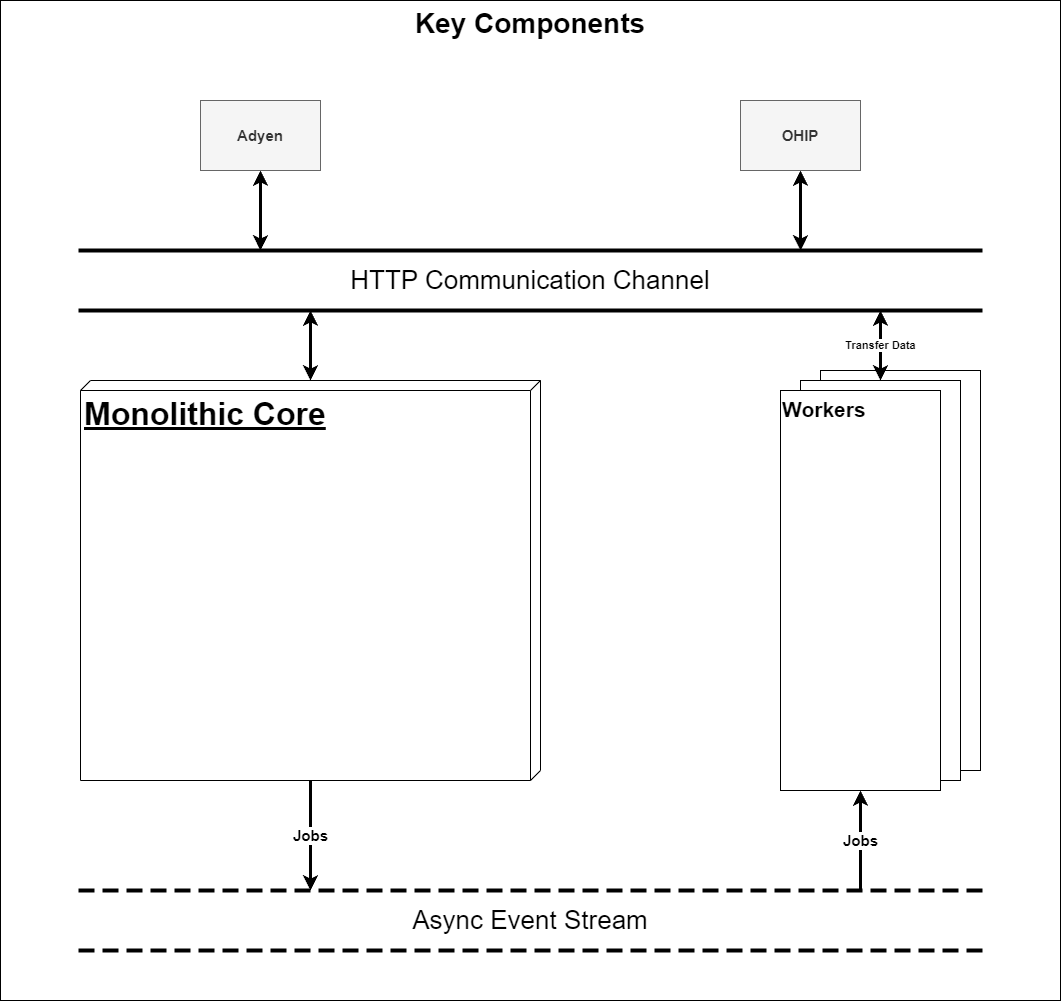 Key Components
Adyen
OHIP
HTTP Communication Channel
Transfer Data
Monolithic Core
Workers
Jobs
Jobs
Async Event Stream